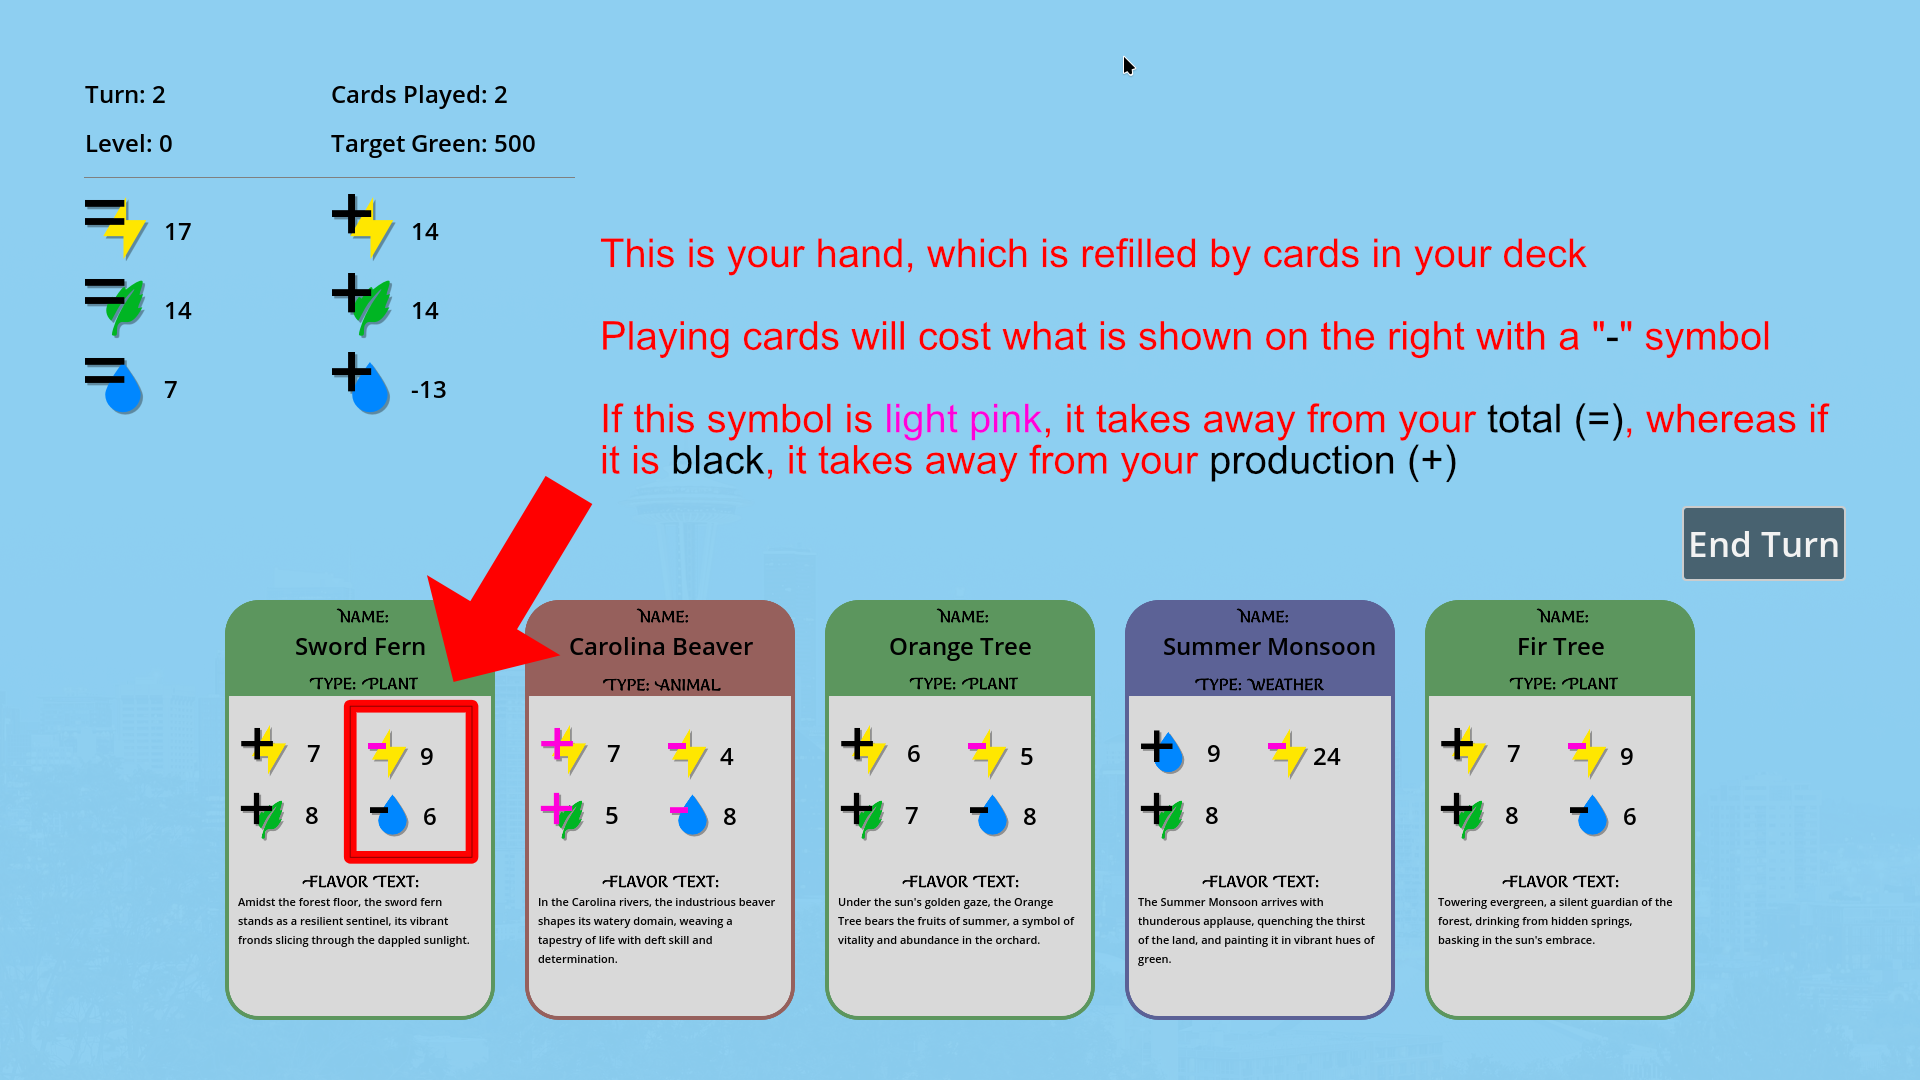 Turn: 2
Cards Played: 2
Level: 0
Target Green: 500
17
14
14
14
7
-13
This is your hand, which is refilled by cards in your deck
Playing cards will cost what is shown on the right with a "-" symbol
If this symbol is light pink, it takes away from your total (=), whereas if
it is black, it takes away from your production (+)
End Turn
NAME:
Sword Fern
TYPE: PLANT
7
9
8
6
FLAVOR TEXT:
Amidst the forest floor, the sword fern
stands as a resilient sentinel, its vibrant
fronds slicing through the dappled sunlight.
NAME:
Carolina Beaver
TYPE: ANIMAL
7
4
5
8
FLAVOR TEXT:
In the Carolina rivers, the industrious beaver
shapes its watery domain, weaving a
tapestry of life with deft skill and
determination.
NAME:
Orange Tree
TYPE: PLANT
6
5
7
8
FLAVOR TEXT:
Under the sun's golden gaze, the Orange
Tree bears the fruits of summer, a symbol of
vitality and abundance in the orchard.
NAME:
Summer Monsoon
TYPE: WEATHER
9
24
8
FLAVOR TEXT:
The Summer Monsoon arrives with
thunderous applause, quenching the thirst
of the land, and painting it in vibrant hues of
green.
NAME:
Fir Tree
TYPE: PLANT
7
9
8
6
FLAVOR TEXT:
Towering evergreen, a silent guardian of the
forest, drinking from hidden springs,
basking in the sun's embrace.